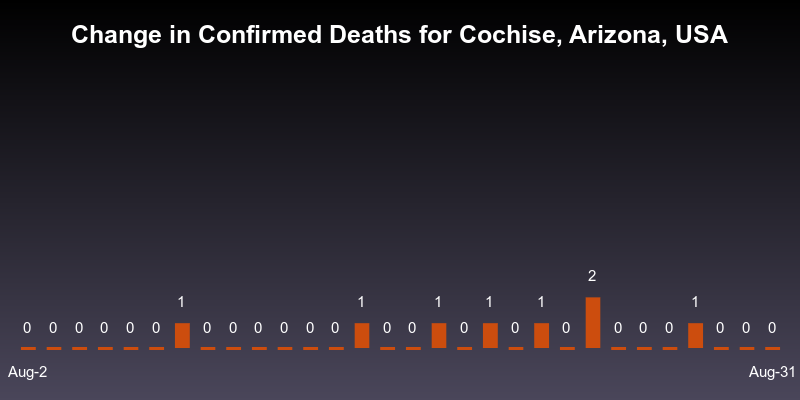 Change in Confirmed Deaths for Cochise, Arizona, USA
2
1 1 1 1 1 1
0 0 0 0 0 0 0 0 0 0 0 0 0 0 0 0 0 0 0 0 0 0 0
Aug-2 Aug-31